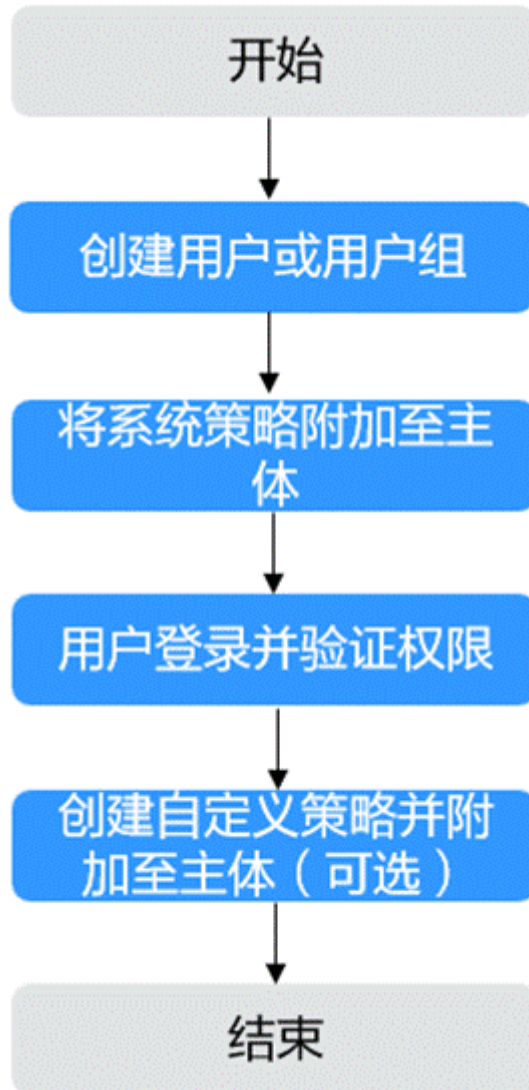 开始
创建用户或用户组
将系统策略附加至主
体
用户登录并验证权限
创建自定义策略并附
加至主体（可选）
结束